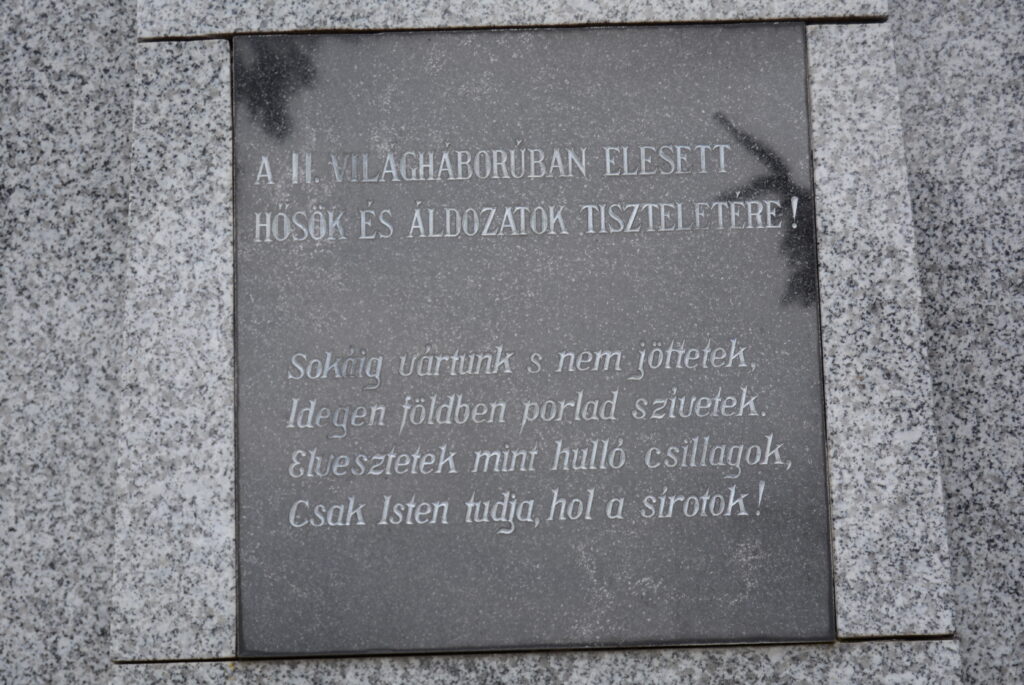 A II. VILÁGHÁBORÚBAN ELESETT
HŐSÖK ÉS ÁLDOZATOK TISZTELETÉRE!
Sokáig vártunk s nem jöttetek,
Idegen földben porlad szivetek.
Elvesztetek mint hulló csillagok,
Csak Isten tudja, hol a sírotok!